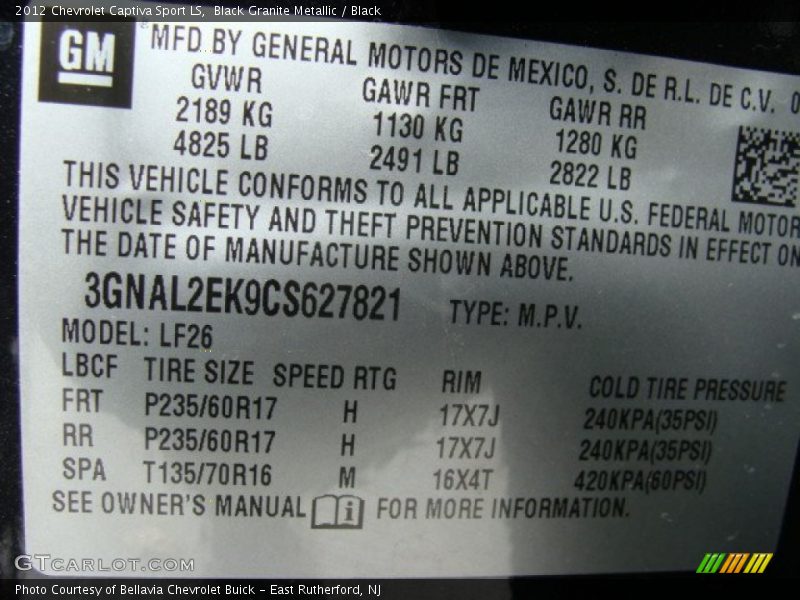 2012 Chevrolet Captiva Sport LS,  Black Granite Metallic / Black
GM
MFD BY GENERAL MOTORS DE MEXICO, S. DE R.L. DE C.V. 0
GVWR GAWR FRT GAWR RR
2189 KG 1130 KG 1280 KG
4825 LB 2491 LB 2822 LB
THIS VEHICLE CONFORMS TO ALL APPLICABLE U.S. FEDERAL MOTOR
VEHICLE SAFETY AND THEFT PREVENTION STANDARDS IN EFFECT ON
THE DATE OF MANUFACTURE SHOWN ABOVE.
3GNAL2EK9CS627821 TYPE: M.P.V.
MODEL: LF26
LBCF TIRE SIZE SPEED RTG RIM COLD TIRE PRESSURE
FRT P235/60R17 H 17X7J 240KPA(35PSI)
RR P235/60R17 H 17X7J 240KPA(35PSI)
SPA T135/70R16 M 16X4T 420KPA(60PSI)
SEE OWNER'S MANUAL i FOR MORE INFORMATION.
GTCARLOT.COM
Photo Courtesy of Bellavia Chevrolet Buick – East Rutherford, NJ